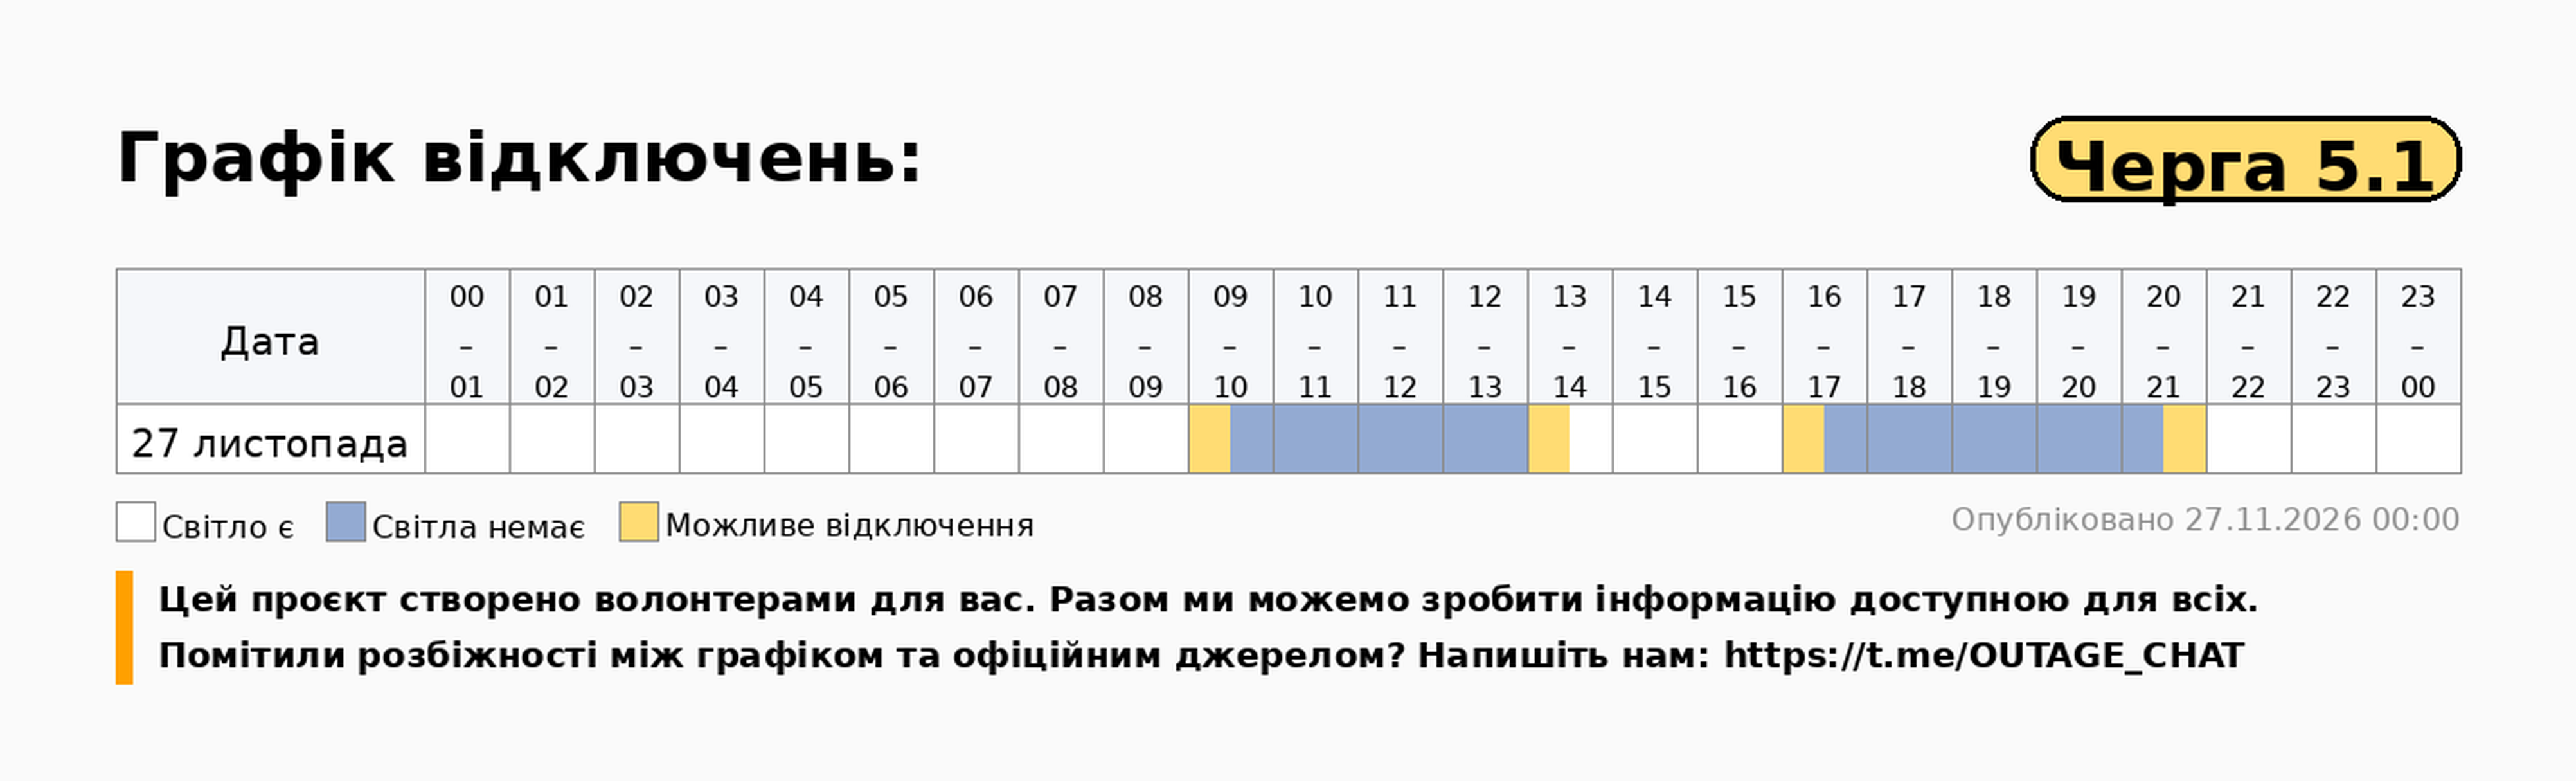 Графік відключень:
Черга 5.1
Дата
00 – 01
01 – 02
02 – 03
03 – 04
04 – 05
05 – 06
06 – 07
07 – 08
08 – 09
09 – 10
10 – 11
11 – 12
12 – 13
13 – 14
14 – 15
15 – 16
16 – 17
17 – 18
18 – 19
19 – 20
20 – 21
21 – 22
22 – 23
23 – 00
27 листопада
Світло є
Світла немає
Можливе відключення
Опубліковано 27.11.2026 00:00
Цей проєкт створено волонтерами для вас. Разом ми можемо зробити інформацію доступною для всіх.
Помітили розбіжності між графіком та офіційним джерелом? Напишіть нам: https://t.me/OUTAGE_CHAT